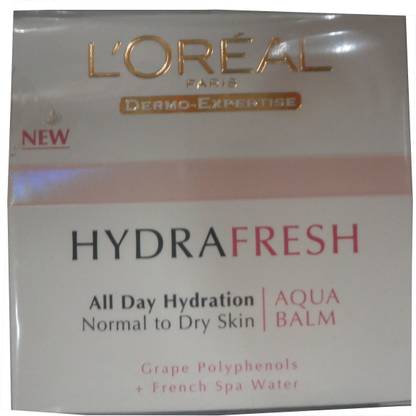 L'ORÉAL
PARIS
DERMO-EXPERTISE
NEW
HYDRAFRESH
All Day Hydration
Normal to Dry Skin
AQUA
BALM
Grape Polyphenols
+ French Spa Water